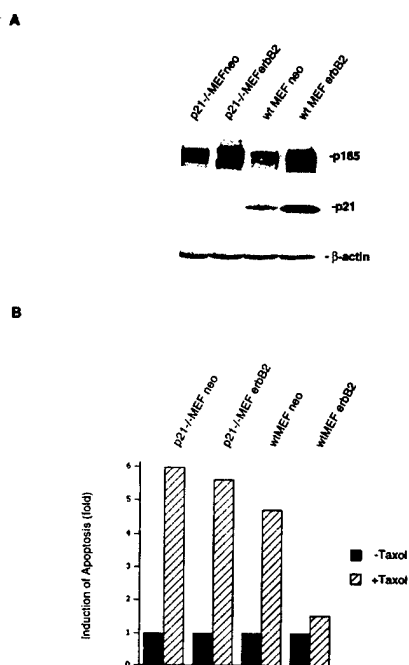 A
p21-/-MEFneo
p21-/-MEFerbB2
wt MEF neo
wt MEF erbB2
-p185
-p21
- β-actin
B
p21-/-MEF neo
p21-/-MEF erbB2
wtMEF neo
wtMEF erbB2
6
5
4
3
2
1
0
Induction of Apoptosis (fold)
-Taxol
+Taxol